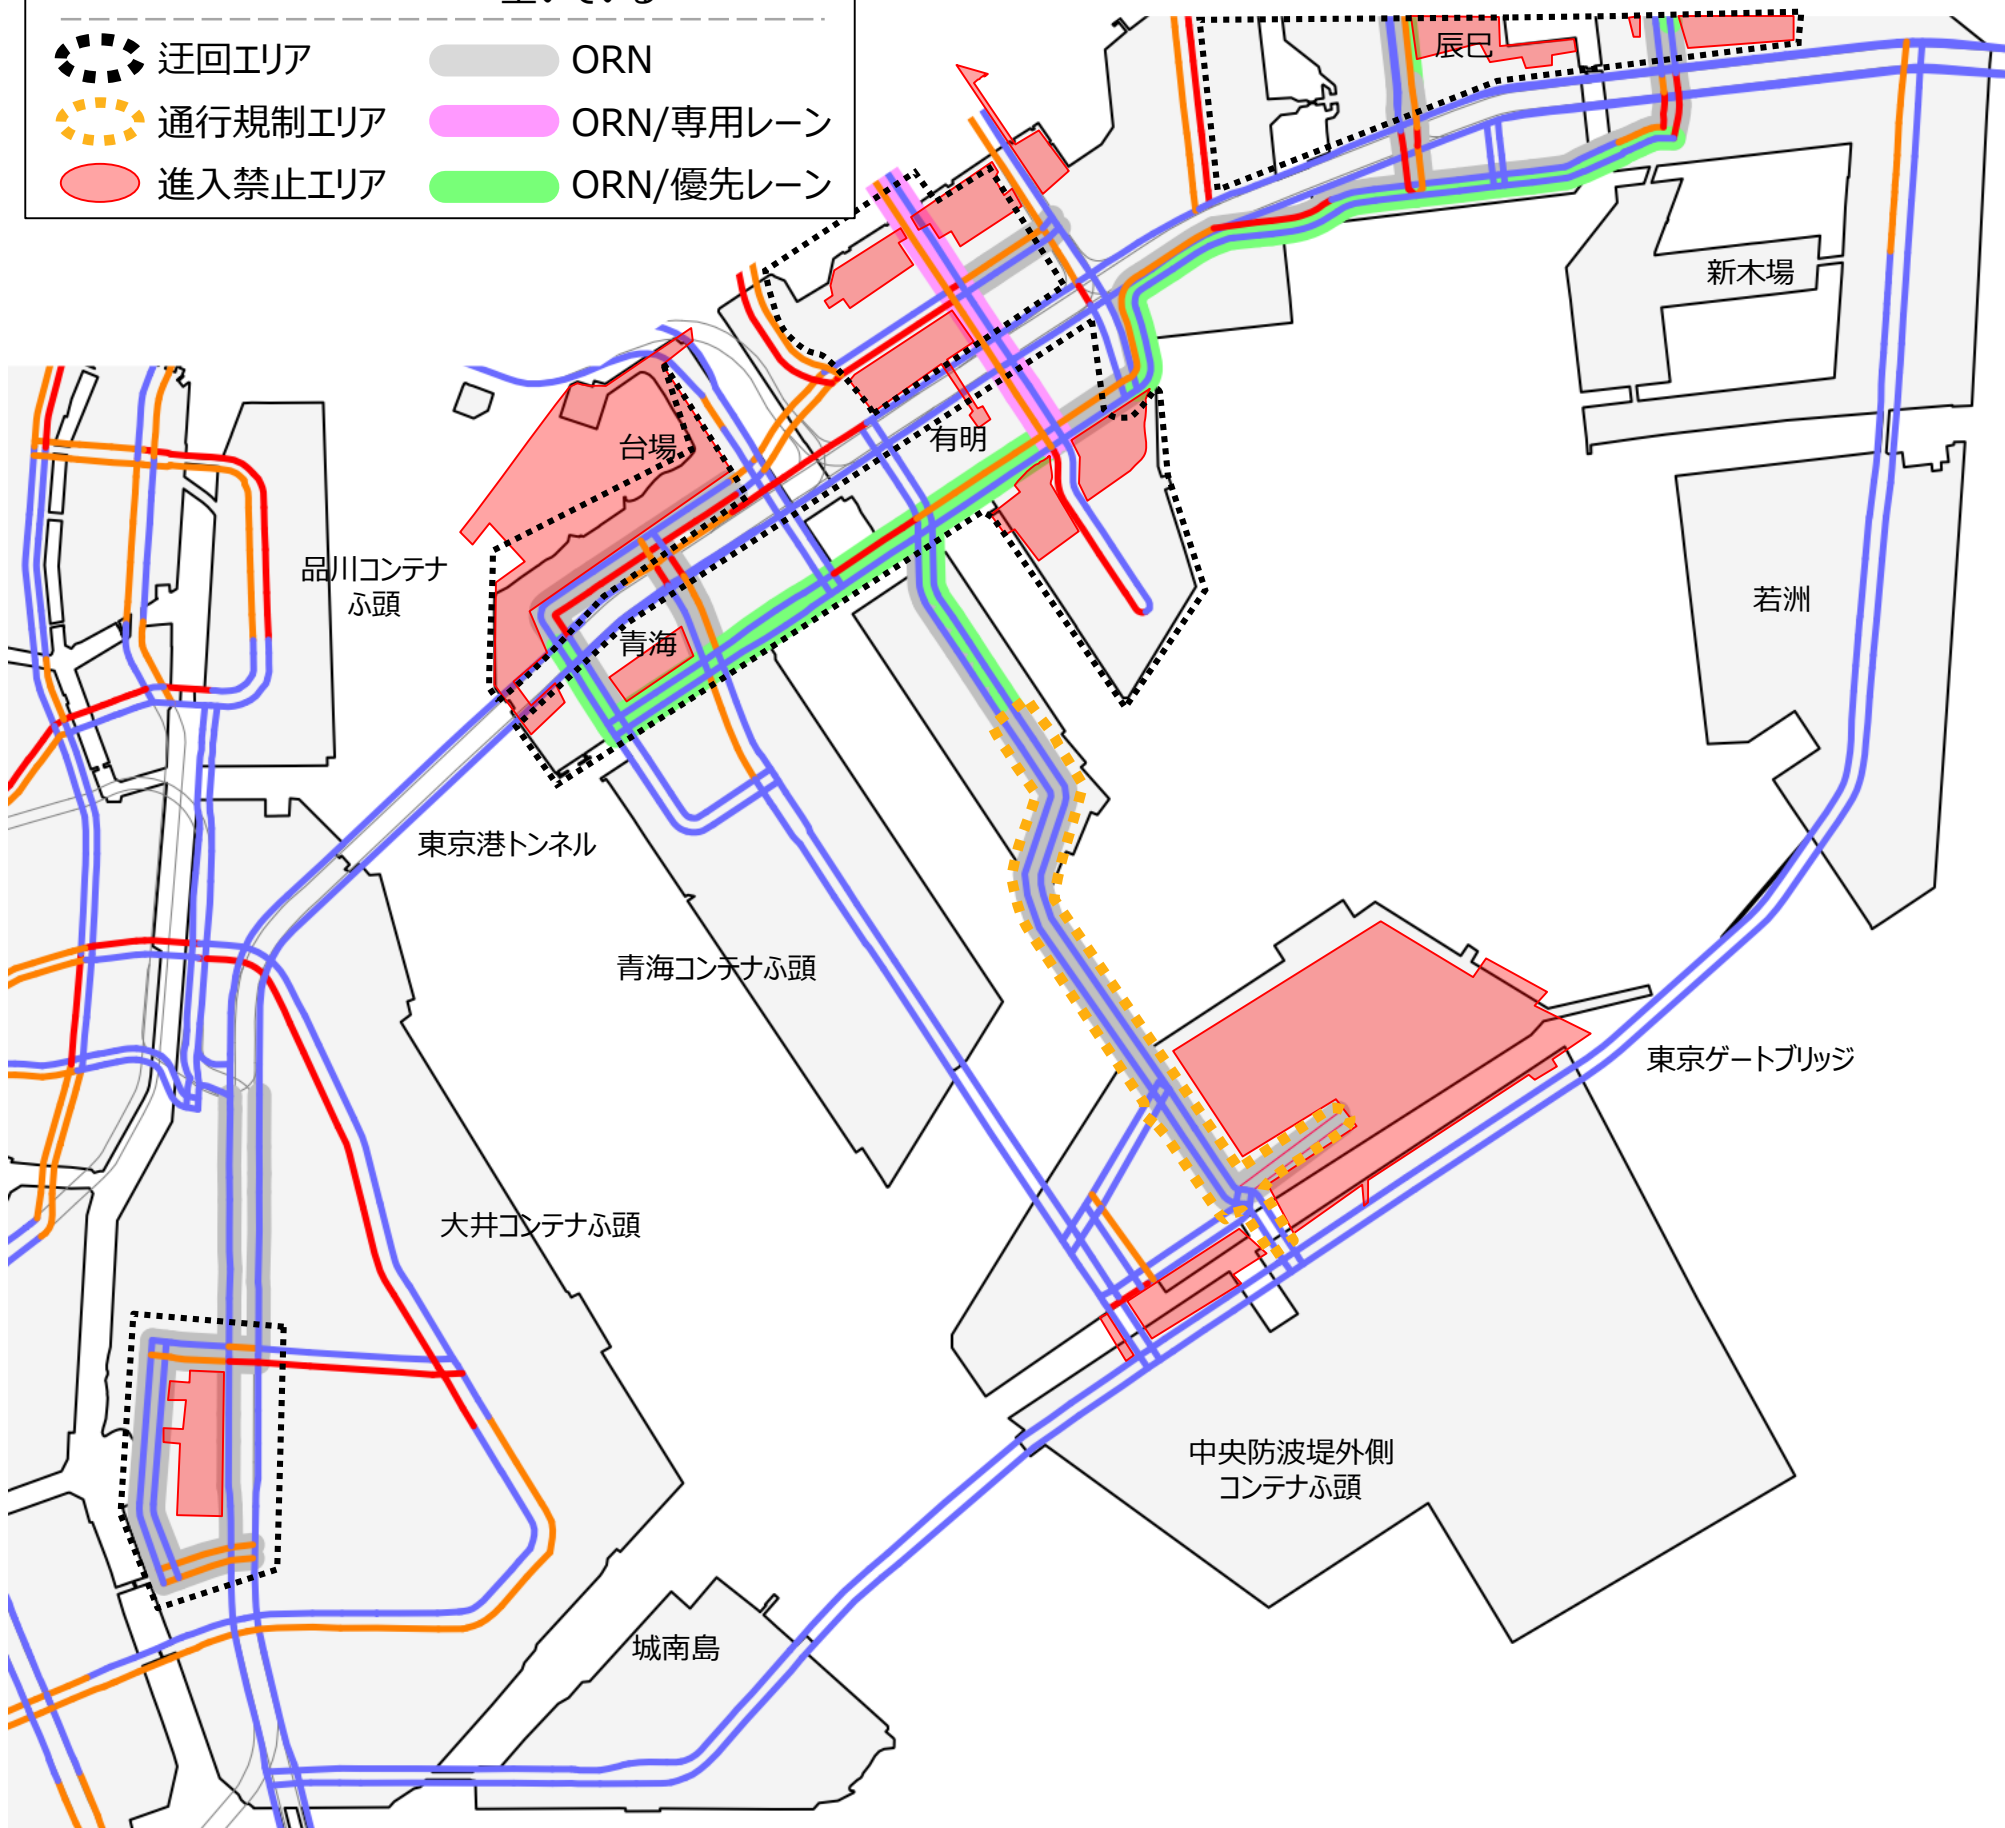 空いている
迂回エリア
ORN
通行規制エリア
ORN/専用レーン
進入禁止エリア
ORN/優先レーン
辰巳
新木場
台場
有明
品川コンテナ
ふ頭
若洲
青海
東京港トンネル
青海コンテナふ頭
東京ゲートブリッジ
大井コンテナふ頭
中央防波堤外側
コンテナふ頭
城南島